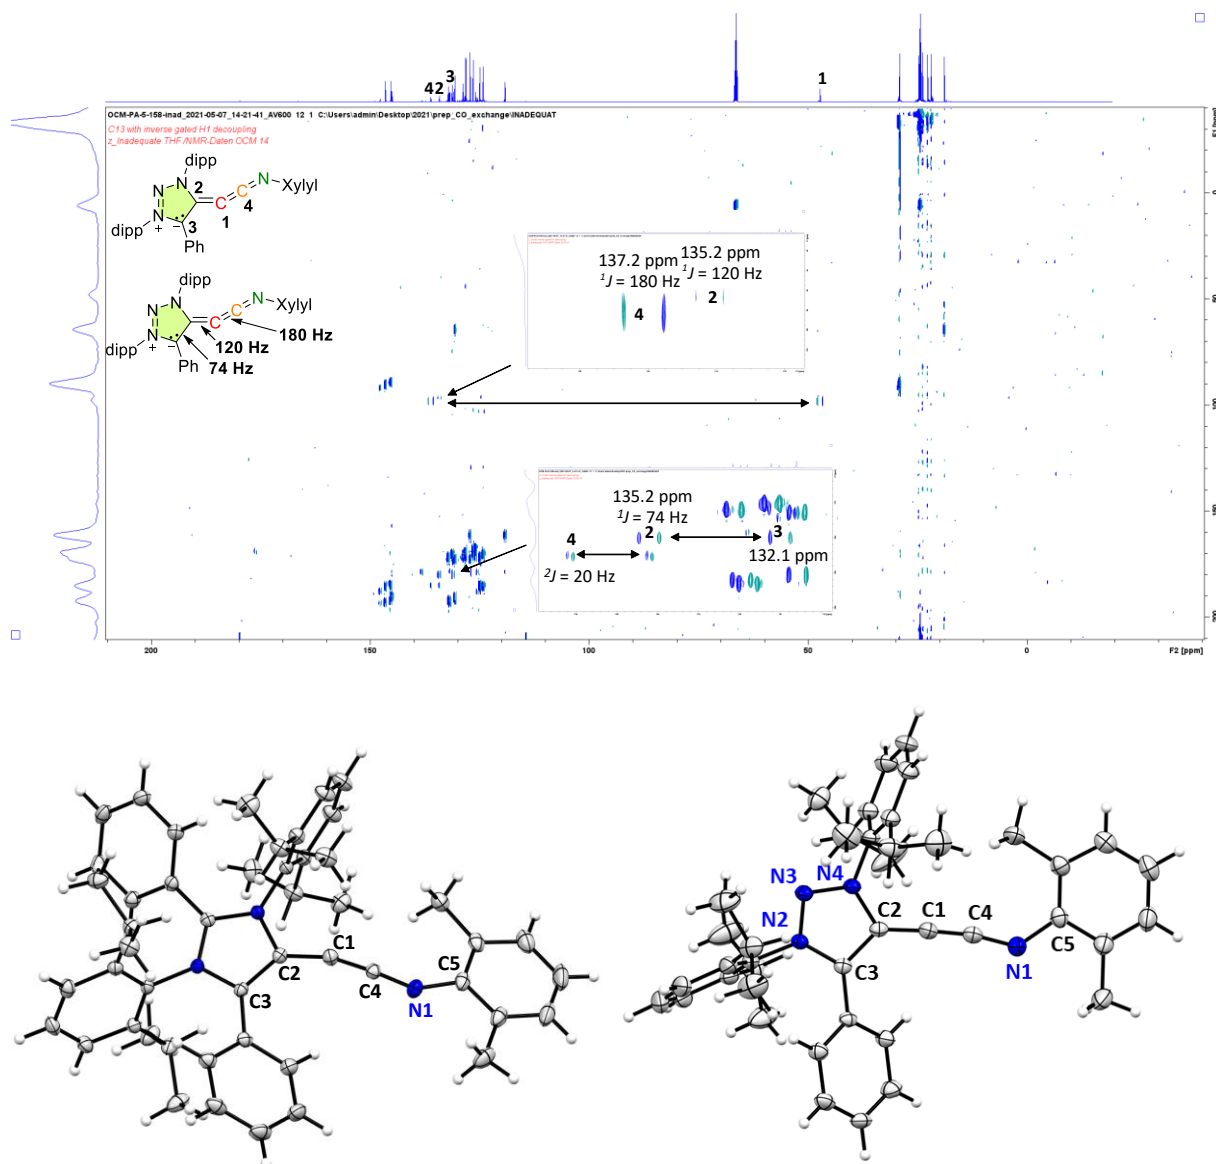 3
42
1
OCM-PA-5-158-inad_2021-05-07_14-21-41_AV600 12 1 C:\Users\admin\Desktop\2021\prep_CO_exchange\INADEQUAT
C13 with inverse gated H1 decoupling
z_Inadequate THF /NMR-Daten OCM 14
dipp
N N N
2
C C N
Xylyl
1
4
dipp
+ −
3
Ph
dipp
N N N
C C N
Xylyl
dipp
+ −
Ph
120 Hz
180 Hz
74 Hz
137.2 ppm
1J = 180 Hz
135.2 ppm
1J = 120 Hz
4
2
135.2 ppm
1J = 74 Hz
4
2
3
2J = 20 Hz
132.1 ppm
200
150
100
50
0
F2 [ppm]
C1
C2
C3
C4
N1
C5
N3
N4
N2
C2
C1
C4
C3
N1
C5